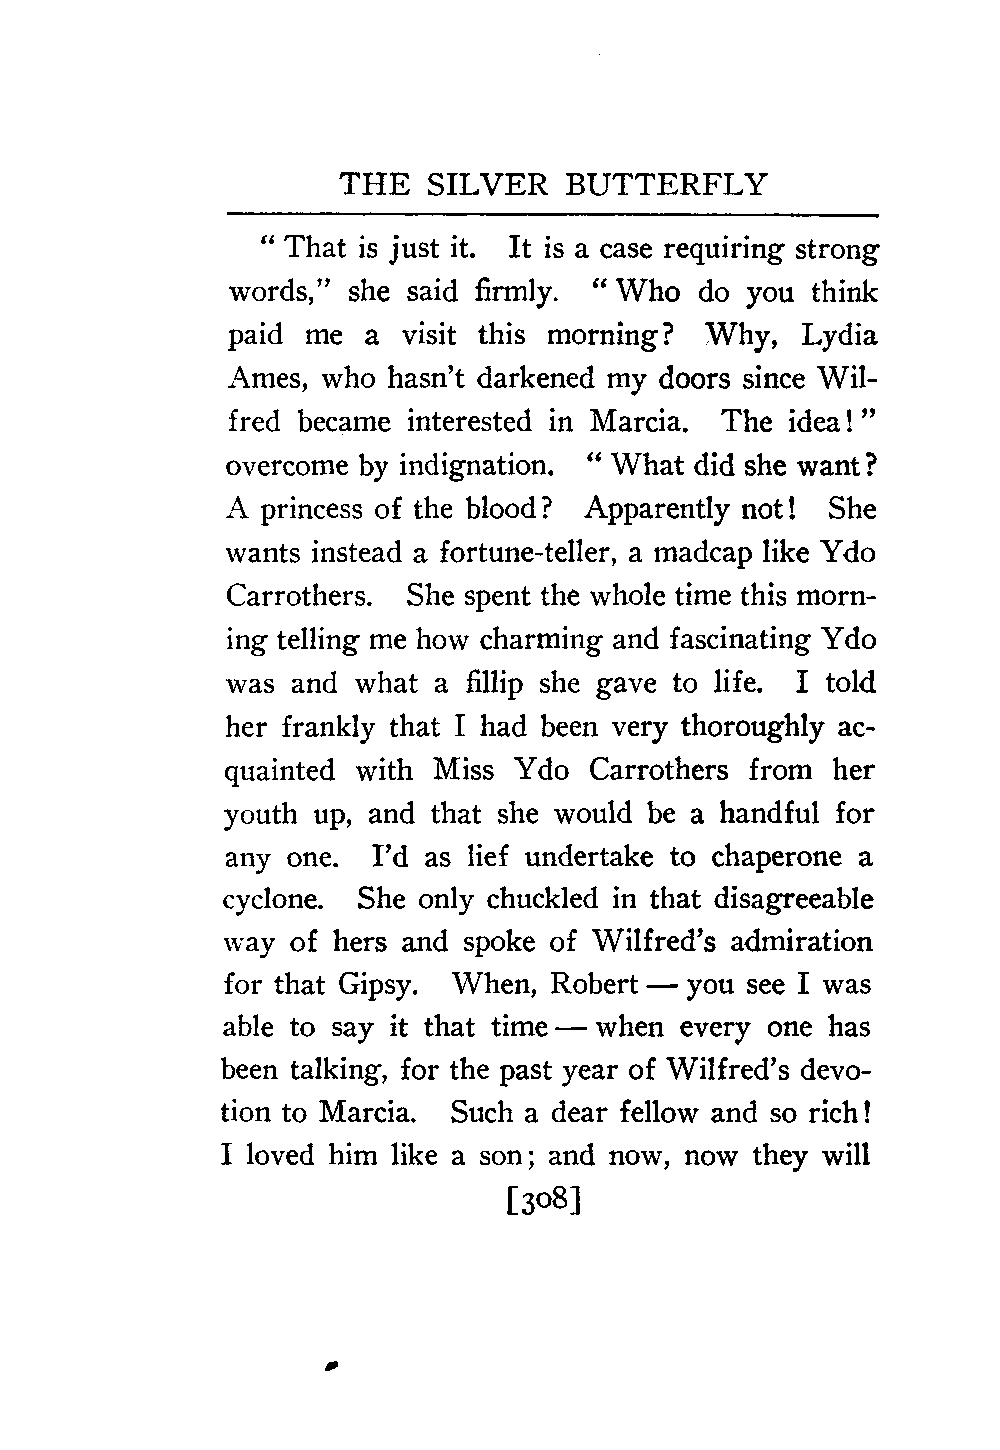 THE SILVER BUTTERFLY
“ That is just it. It is a case requiring strong
words,” she said firmly. “ Who do you think
paid me a visit this morning? Why, Lydia
Ames, who hasn’t darkened my doors since Wil-
fred became interested in Marcia. The idea! ”
overcome by indignation. “ What did she want?
A princess of the blood? Apparently not! She
wants instead a fortune-teller, a madcap like Ydo
Carrothers. She spent the whole time this morn-
ing telling me how charming and fascinating Ydo
was and what a fillip she gave to life. I told
her frankly that I had been very thoroughly ac-
quainted with Miss Ydo Carrothers from her
youth up, and that she would be a handful for
any one. I’d as lief undertake to chaperone a
cyclone. She only chuckled in that disagreeable
way of hers and spoke of Wilfred’s admiration
for that Gipsy. When, Robert — you see I was
able to say it that time — when every one has
been talking, for the past year of Wilfred’s devo-
tion to Marcia. Such a dear fellow and so rich!
I loved him like a son; and now, now they will
[308]